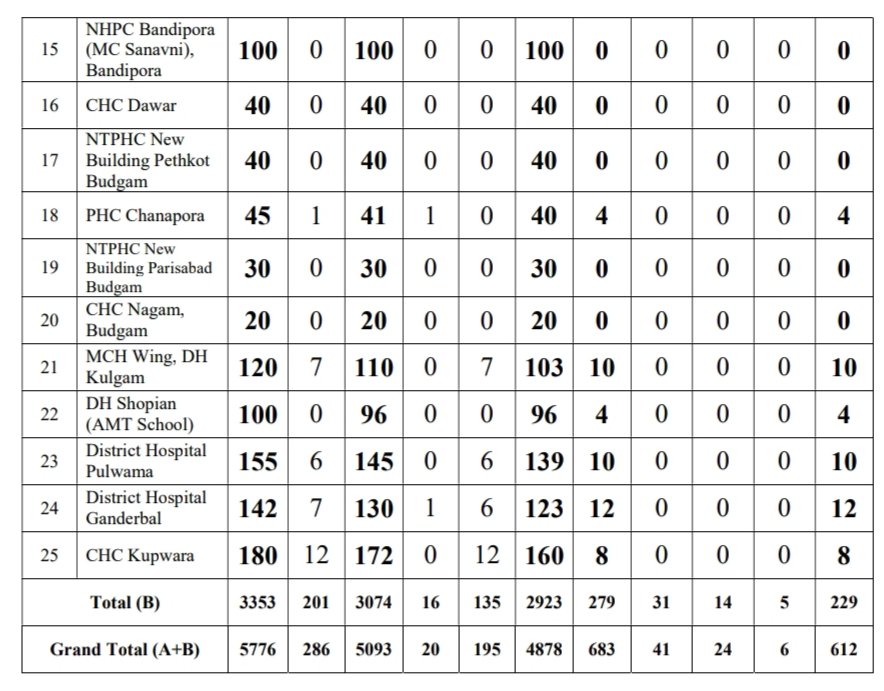 15 NHPC Bandipora (MC Sanavni), Bandipora 100 0 100 0 0 100 0 0 0 0 0
16 CHC Dawar 40 0 40 0 0 40 0 0 0 0 0
17 NTPHC New Building Pethkot Budgam 40 0 40 0 0 40 0 0 0 0 0
18 PHC Chanapora 45 1 41 1 0 40 4 0 0 0 4
19 NTPHC New Building Parisabad Budgam 30 0 30 0 0 30 0 0 0 0 0
20 CHC Nagam, Budgam 20 0 20 0 0 20 0 0 0 0 0
21 MCH Wing, DH Kulgam 120 7 110 0 7 103 10 0 0 0 10
22 DH Shopian (AMT School) 100 0 96 0 0 96 4 0 0 0 4
23 District Hospital Pulwama 155 6 145 0 6 139 10 0 0 0 10
24 District Hospital Ganderbal 142 7 130 1 6 123 12 0 0 0 12
25 CHC Kupwara 180 12 172 0 12 160 8 0 0 0 8
Total (B) 3353 201 3074 16 135 2923 279 31 14 5 229
Grand Total (A+B) 5776 286 5093 20 195 4878 683 41 24 6 612